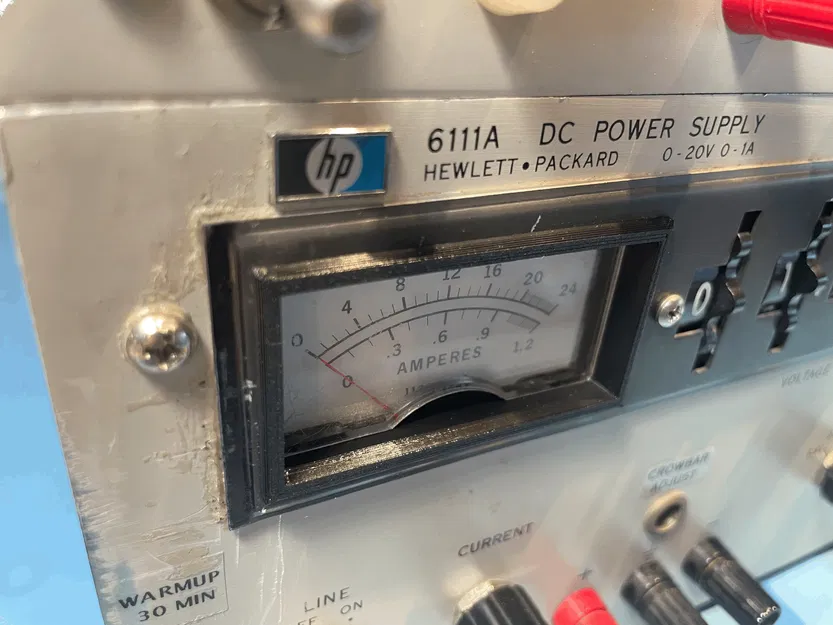 hp
6111A DC POWER SUPPLY
HEWLETT•PACKARD 0-20V 0-1A
0 4 8 12 16 20 24
0 .3 .6 .9 1.2
AMPERES
0
VOLTAGE
CROWBAR
ADJUST
CURRENT
+
WARMUP
30 MIN
LINE
ON